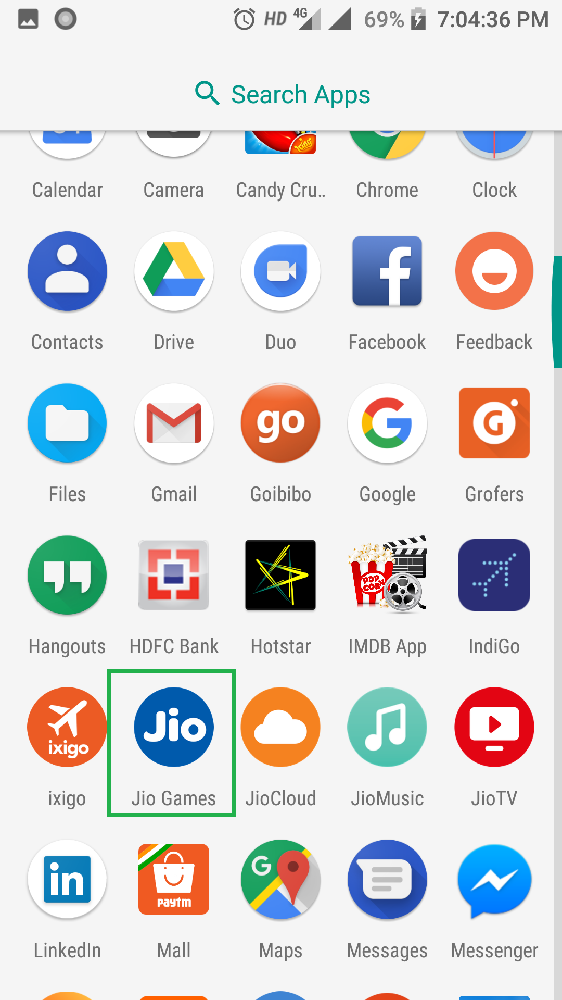 HD 4G 69% 7:04:36 PM
Search Apps
King
Calendar Camera Candy Cru.. Chrome Clock
f
Contacts Drive Duo Facebook Feedback
go G G
Files Gmail Goibibo Google Grofers
POP
CORN
Hangouts HDFC Bank Hotstar IMDB App IndiGo
ixigo Jio
ixigo Jio Games JioCloud JioMusic JioTV
in paytm G
LinkedIn Mall Maps Messages Messenger